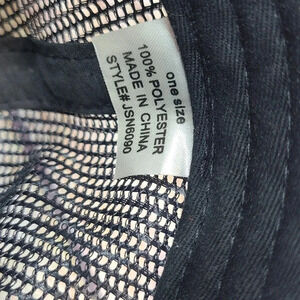 one size
100% POLYESTER
MADE IN CHINA
STYLE# JSN6090